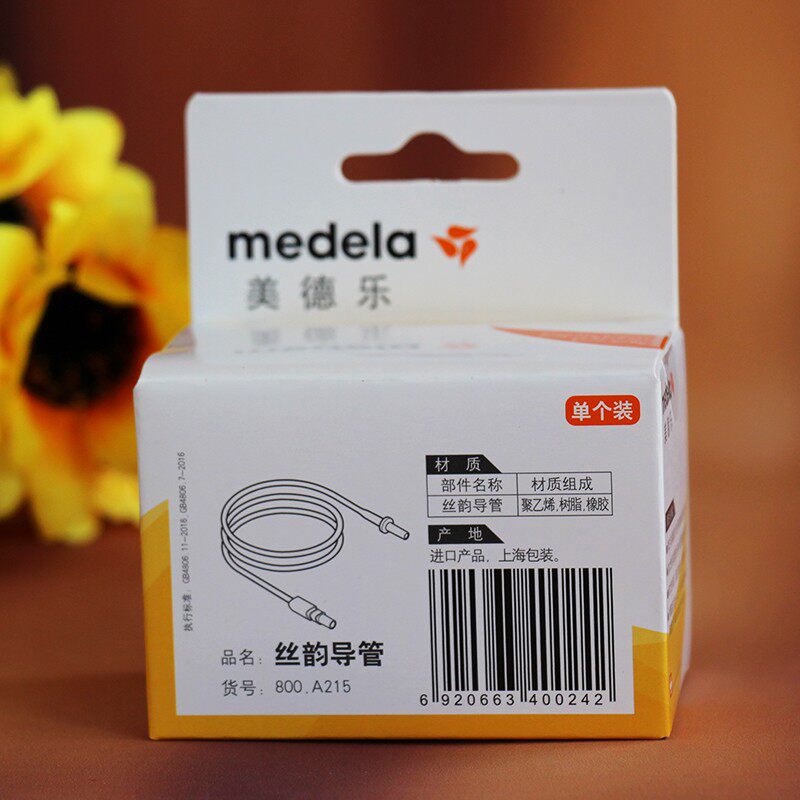 medela
美德乐
单个装
材 质
部件名称 材质组成
丝韵导管 聚乙烯,树脂,橡胶
产 地
进口产品，上海包装。
执行标准: GB4806 11-2016, GB4806 7-2016
品名: 丝韵导管
货号: 800.A215
6 920663 400242
medela